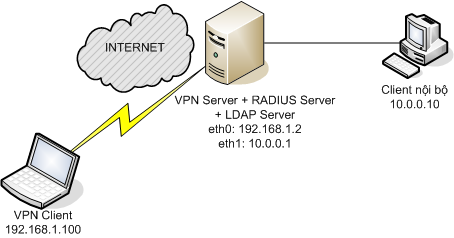 INTERNET
VPN Server + RADIUS Server
+ LDAP Server
eth0: 192.168.1.2
eth1: 10.0.0.1
Client nội bộ
10.0.0.10
VPN Client
192.168.1.100